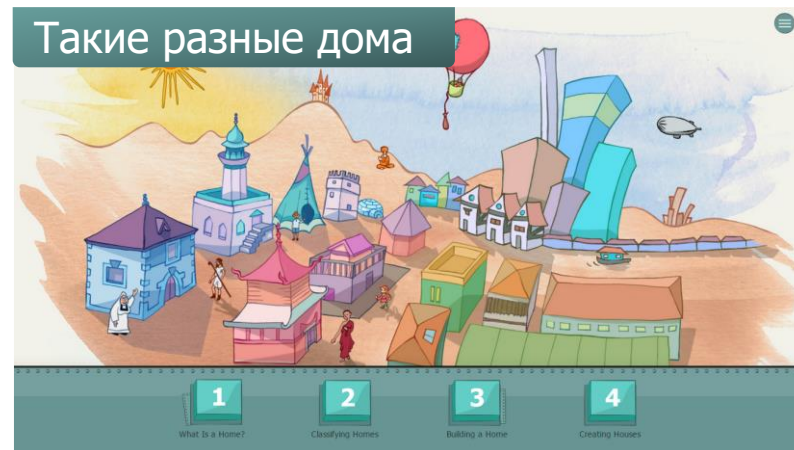 Такие разные дома
1
2
3
4
What Is a Home?
Classifying Homes
Building a Home
Creating Houses